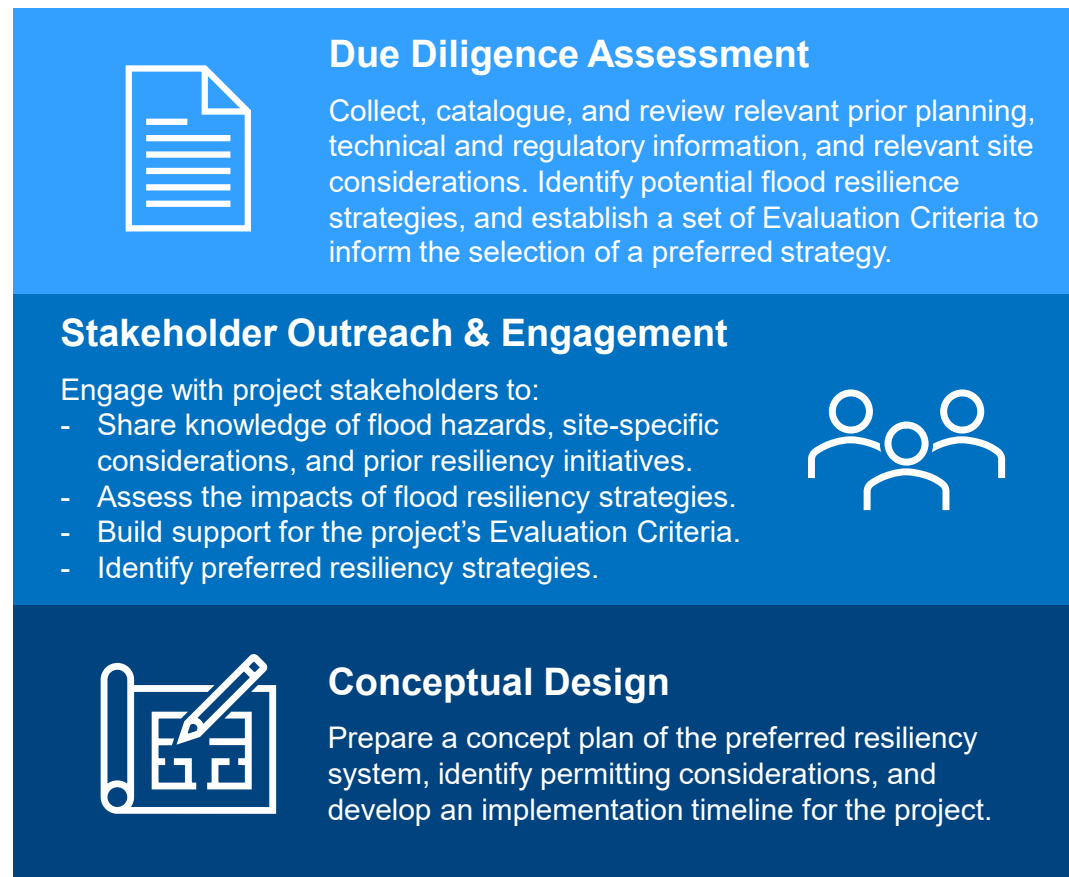 Due Diligence Assessment
Collect, catalogue, and review relevant prior planning,
technical and regulatory information, and relevant site
considerations. Identify potential flood resilience
strategies, and establish a set of Evaluation Criteria to
inform the selection of a preferred strategy.
Stakeholder Outreach & Engagement
Engage with project stakeholders to:
- Share knowledge of flood hazards, site-specific
considerations, and prior resiliency initiatives.
- Assess the impacts of flood resiliency strategies.
- Build support for the project’s Evaluation Criteria.
- Identify preferred resiliency strategies.
Conceptual Design
Prepare a concept plan of the preferred resiliency
system, identify permitting considerations, and
develop an implementation timeline for the project.